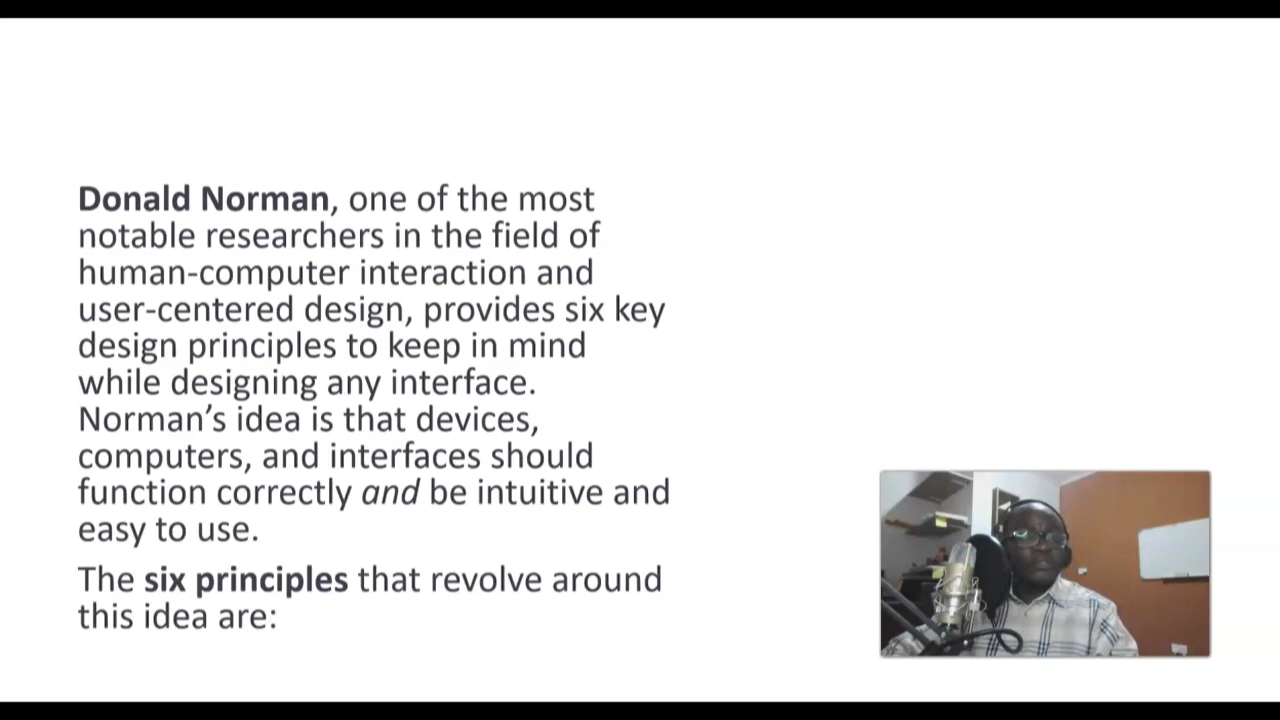 Donald Norman, one of the most
notable researchers in the field of
human-computer interaction and
user-centered design, provides six key
design principles to keep in mind
while designing any interface.
Norman’s idea is that devices,
computers, and interfaces should
function correctly and be intuitive and
easy to use.
The six principles that revolve around
this idea are: